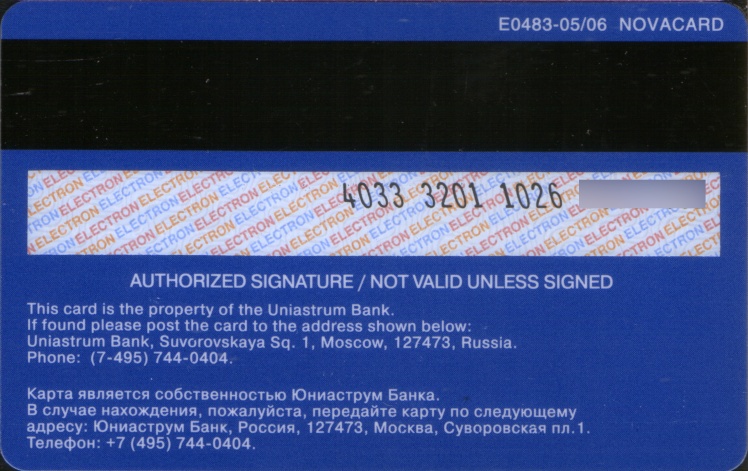 E0483-05/06 NOVACARD
ELECTRON
4033 3201 1026
AUTHORIZED SIGNATURE / NOT VALID UNLESS SIGNED
This card is the property of the Uniastrum Bank.
If found please post the card to the address shown below:
Uniastrum Bank, Suvorovskaya Sq. 1, Moscow, 127473, Russia.
Phone: (7-495) 744-0404.
Карта является собственностью Юниаструм Банка.
В случае нахождения, пожалуйста, передайте карту по следующему
адресу: Юниаструм Банк, Россия, 127473, Москва, Суворовская пл.1.
Телефон: +7 (495) 744-0404.